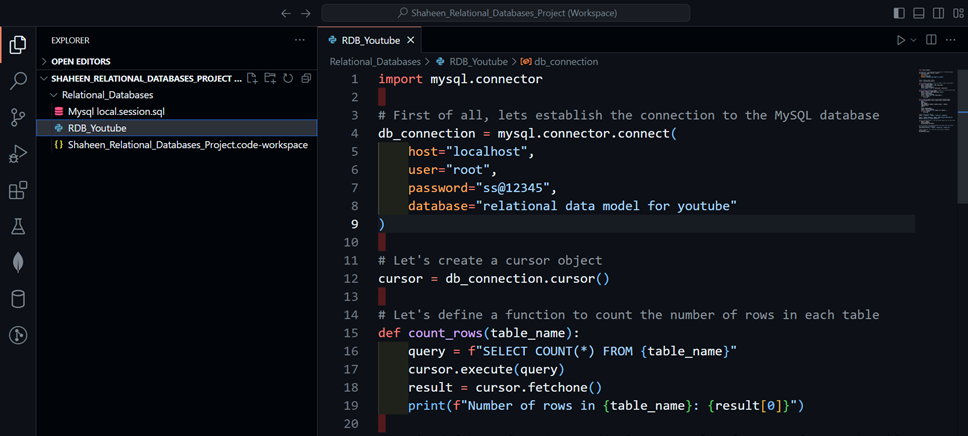 Shaheen_Relational_Databases_Project (Workspace)
EXPLORER
OPEN EDITORS
SHAHEEN_RELATIONAL_DATABASES_PROJECT ...
Relational_Databases
Mysql local.session.sql
RDB_Youtube
Shaheen_Relational_Databases_Project.code-workspace
RDB_Youtube
Relational_Databases > RDB_Youtube > db_connection
1 import mysql.connector
2
3 # First of all, lets establish the connection to the MySQL database
4 db_connection = mysql.connector.connect(
5     host="localhost",
6     user="root",
7     password="ss@12345",
8     database="relational data model for youtube"
9 )
10
11 # Let's create a cursor object
12 cursor = db_connection.cursor()
13
14 # Let's define a function to count the number of rows in each table
15 def count_rows(table_name):
16     query = f"SELECT COUNT(*) FROM {table_name}"
17     cursor.execute(query)
18     result = cursor.fetchone()
19     print(f"Number of rows in {table_name}: {result[0]}")
20